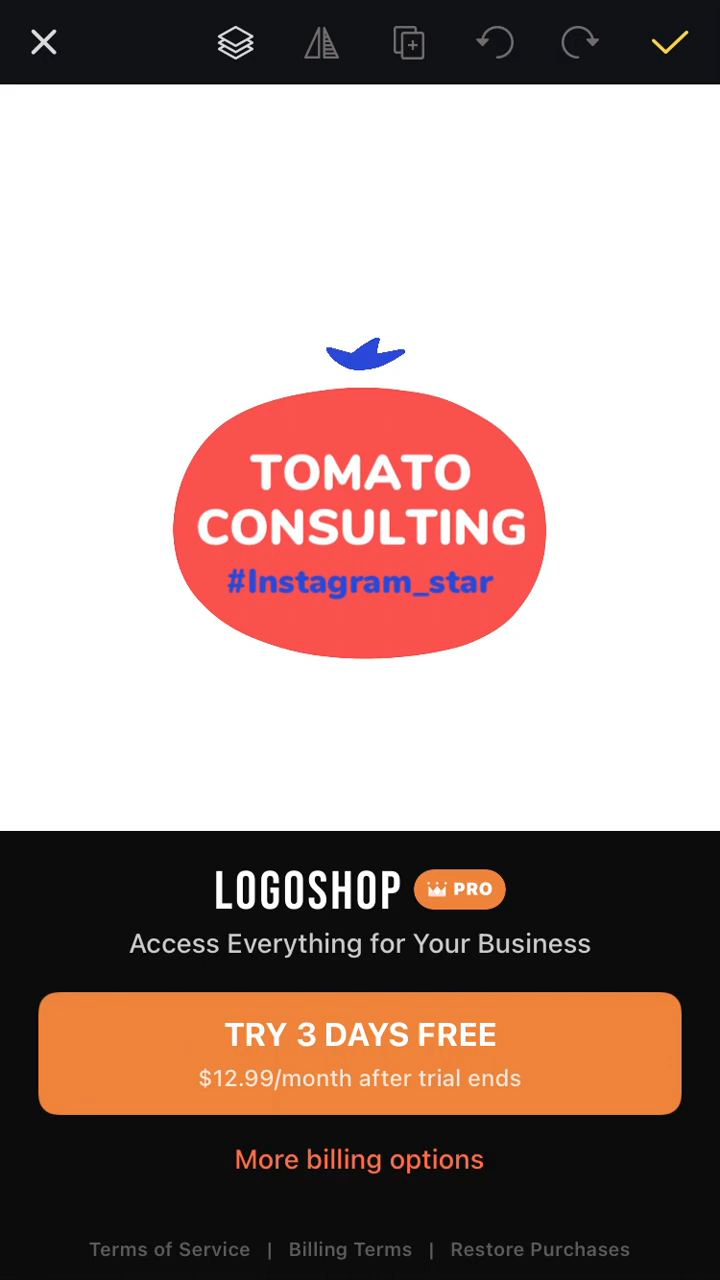 TOMATO
CONSULTING
#Instagram_star
LOGOSHOP PRO
Access Everything for Your Business
TRY 3 DAYS FREE
$12.99/month after trial ends
More billing options
Terms of Service | Billing Terms | Restore Purchases